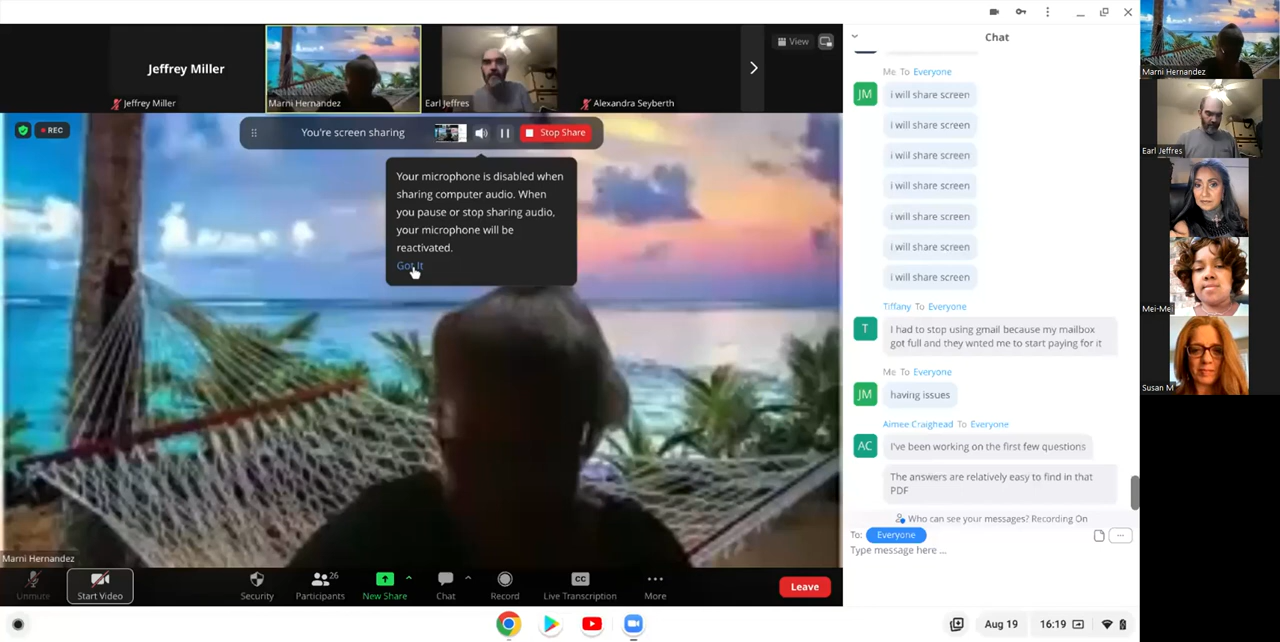 Jeffrey Miller
Jeffrey Miller
Marni Hernandez
Earl Jeffres
Alexandra Seyberth
View
REC
You're screen sharing
Stop Share
Your microphone is disabled when
sharing computer audio. When
you pause or stop sharing audio,
your microphone will be
reactivated.
Got It
Marni Hernandez
Unmute
Start Video
Security
26
Participants
New Share
Chat
Record
CC
Live Transcription
More
Leave
Chat
Me To Everyone
JM
i will share screen
i will share screen
i will share screen
i will share screen
i will share screen
i will share screen
i will share screen
Tiffany To Everyone
T
I had to stop using gmail because my mailbox
got full and they wnted me to start paying for it
Me To Everyone
JM
having issues
Aimee Craighead To Everyone
AC
I've been working on the first few questions
The answers are relatively easy to find in that
PDF
Who can see your messages? Recording On
To: Everyone
Type message here ...
Marni Hernandez
Earl Jeffres
Mei-Mei
Susan M
Aug 19
16:19